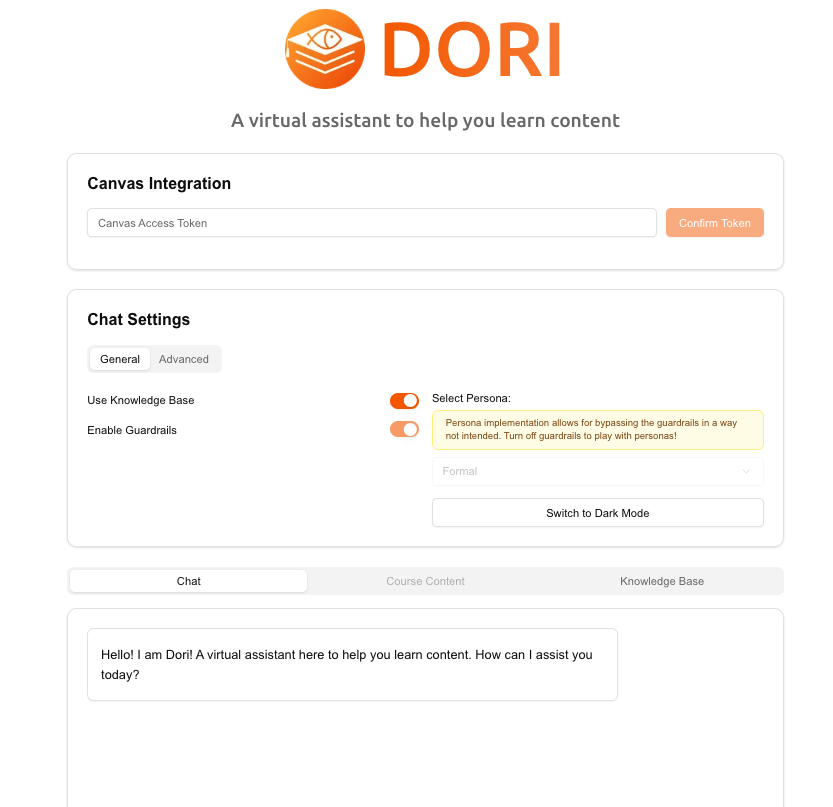 DORI
A virtual assistant to help you learn content
Canvas Integration
Canvas Access Token
Confirm Token
Chat Settings
General
Advanced
Use Knowledge Base
Enable Guardrails
Select Persona:
Persona implementation allows for bypassing the guardrails in a way
not intended. Turn off guardrails to play with personas!
Formal
Switch to Dark Mode
Chat
Course Content
Knowledge Base
Hello! I am Dori! A virtual assistant here to help you learn content. How can I assist you
today?